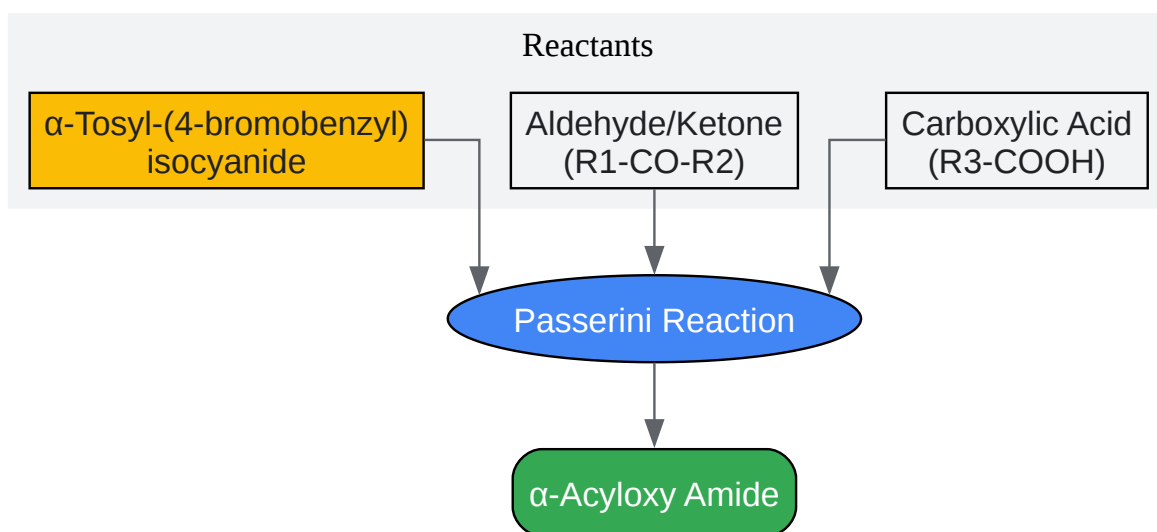 Reactants
α-Tosyl-(4-bromobenzyl)
isocyanide
Aldehyde/Ketone
(R1-CO-R2)
Carboxylic Acid
(R3-COOH)
Passerini Reaction
α-Acyloxy Amide